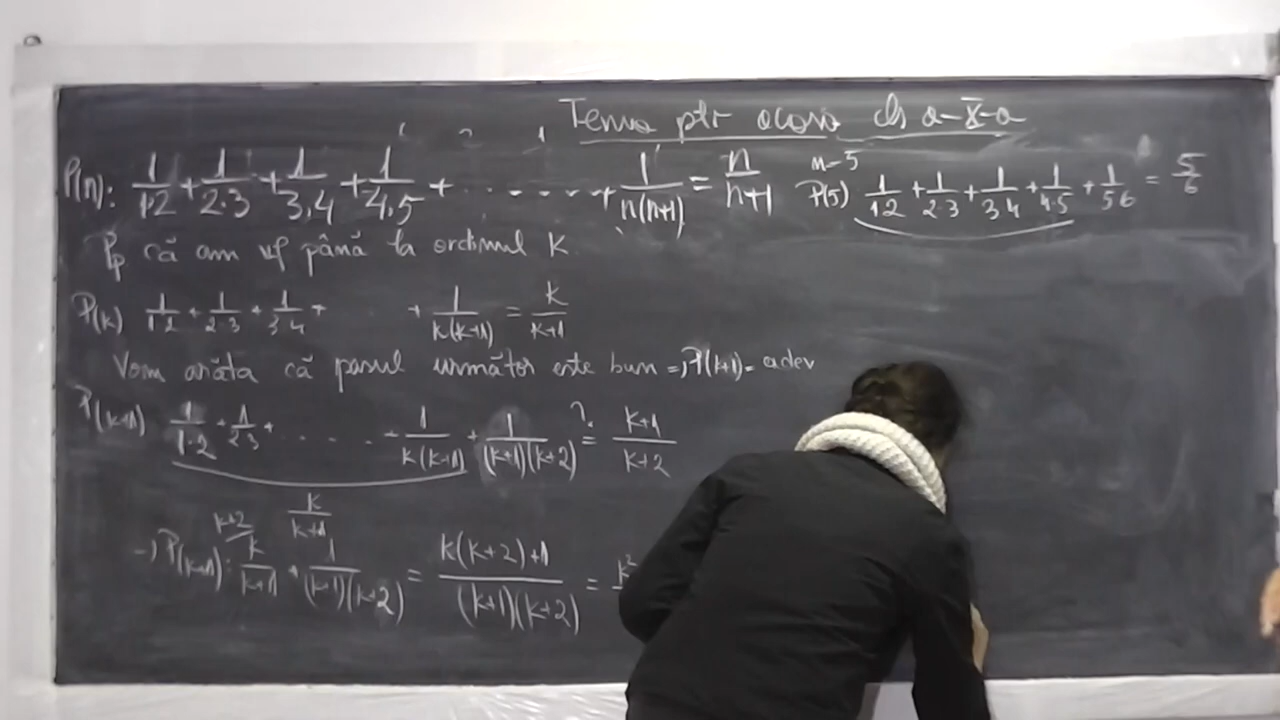 Tema ptr acasă cls a-X-a
P(n): 1/1·2 + 1/2·3 + 1/3·4 + 1/4·5 + ....... + 1/n(n+1) = n/n+1
n=5
P(5) 1/1·2 + 1/2·3 + 1/3·4 + 1/4·5 + 1/5·6 = 5/6
Pp că am vf până la ordinul K.
P(k) 1/1·2 + 1/2·3 + 1/3·4 + + 1/k(k+1) = k/k+1
Vom arăta că pasul următor este bun => P(k+1) = adev
P(k+1) 1/1·2 + 1/2·3 + ..... + 1/k(k+1) + 1/(k+1)(k+2) ?= k+1/k+2
k/k+1
k+2
→ P(k+1): k/k+1 + 1/(k+1)(k+2) = k(k+2)+1/(k+1)(k+2) = k²